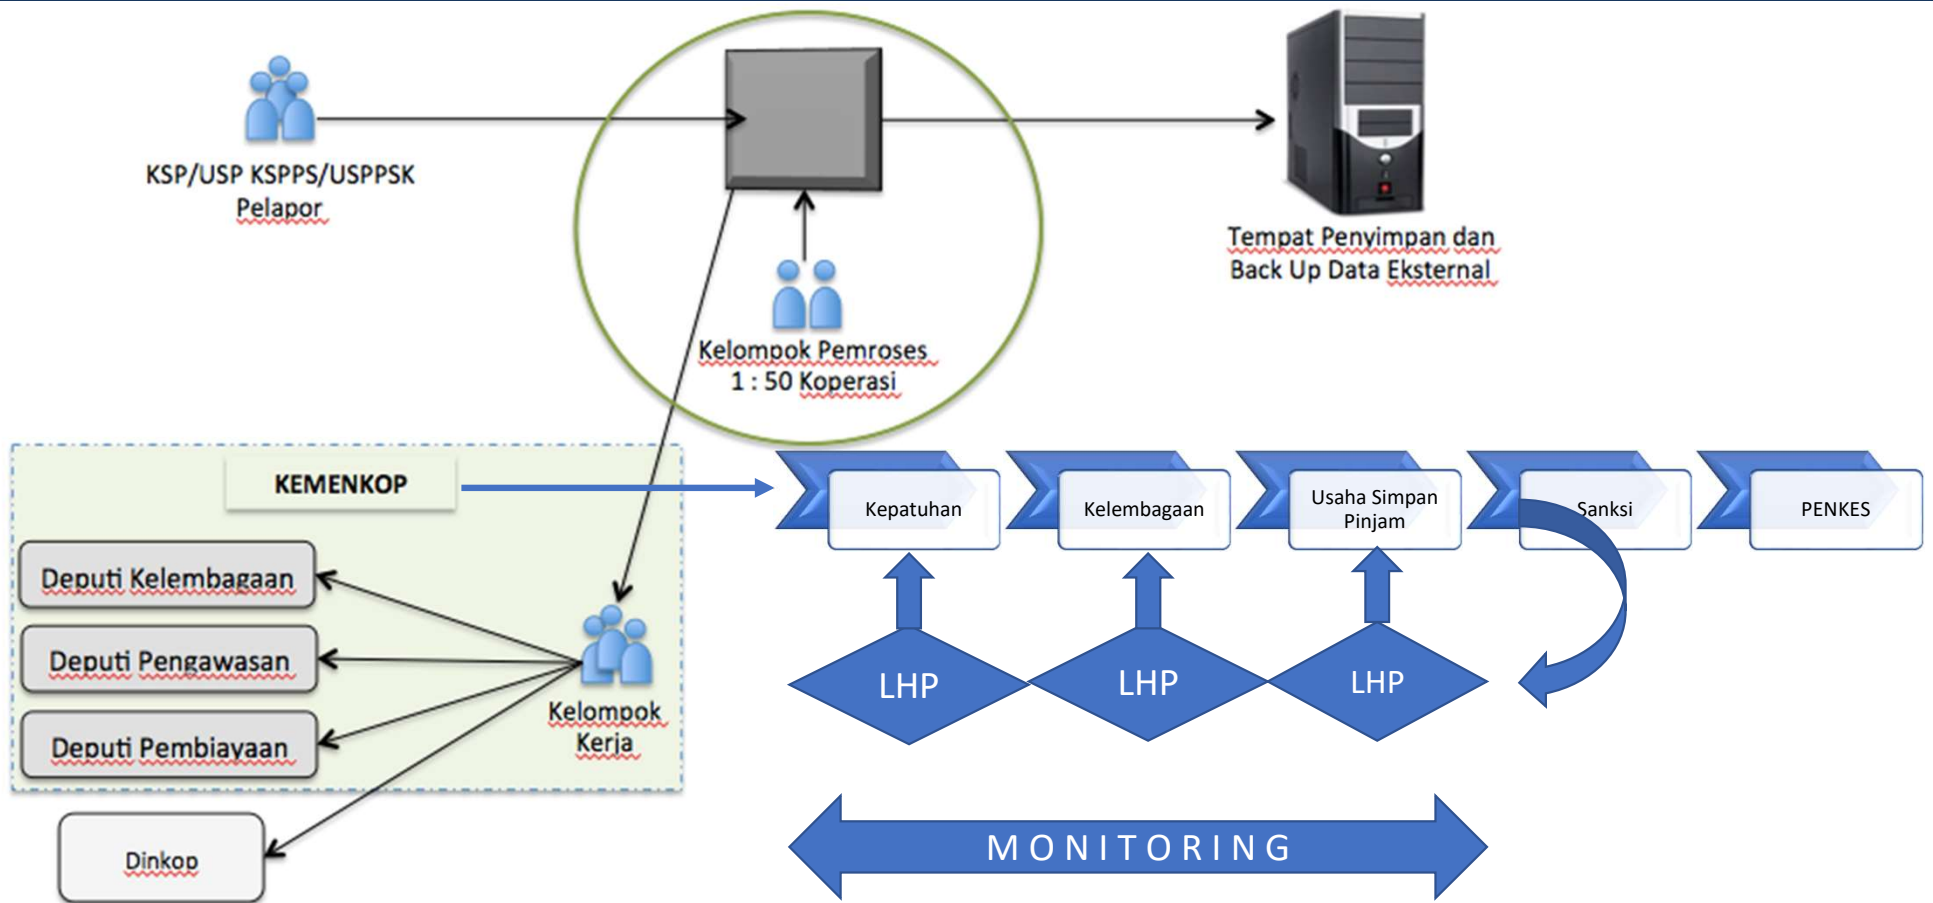 KSP/USP KSPPS/USPPSK
Pelapor
Tempat Penyimpan dan
Back Up Data Eksternal
Kelompok Pemroses
1 : 50 Koperasi
KEMENKOP
Deputi Kelembagaan
Deputi Pengawasan
Deputi Pembiayaan
Kelompok
Kerja
Dinkop
Kepatuhan
Kelembagaan
Usaha Simpan
Pinjam
Sanksi
PENKES
LHP
LHP
LHP
MONITORING